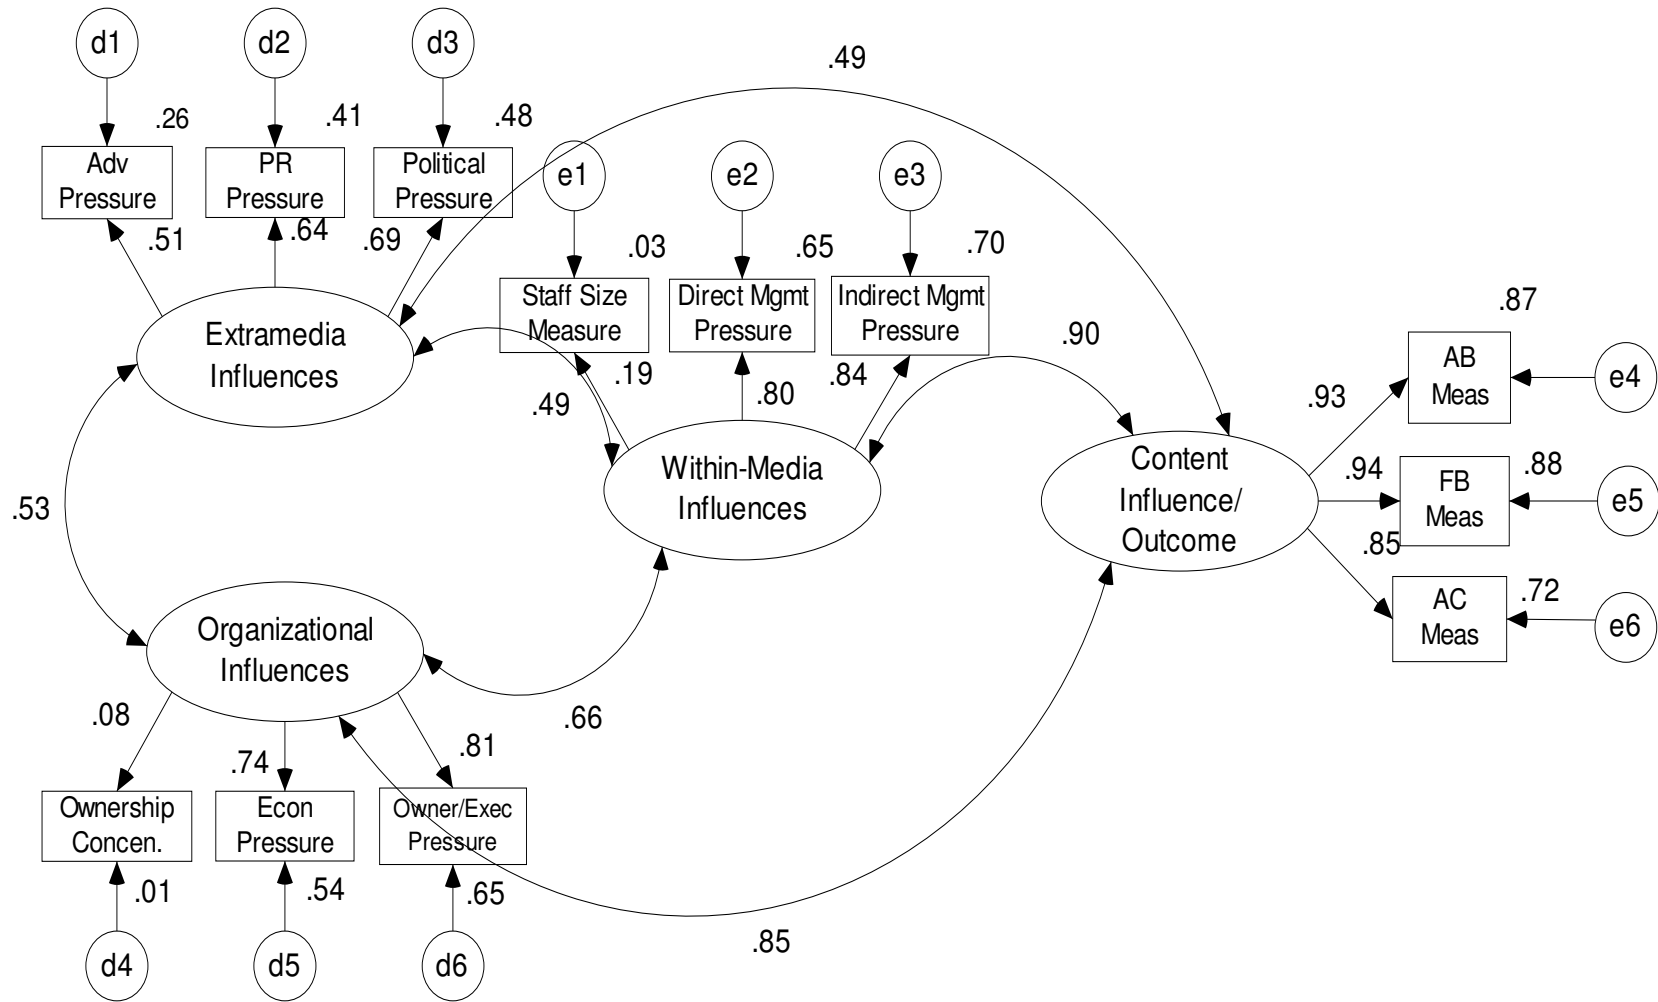 d1
d2
d3
.49
.26
.41
.48
Adv
Pressure
PR
Pressure
Political
Pressure
e1
e2
e3
.51
.64
.69
.03
.65
.70
Staff Size
Measure
Direct Mgmt
Pressure
Indirect Mgmt
Pressure
Extramedia
Influences
.19
.80
.84
.49
.90
.87
AB
Meas
e4
.93
Within-Media
Influences
Content
Influence/
Outcome
.94
.88
FB
Meas
e5
.85
.72
AC
Meas
e6
.53
Organizational
Influences
.66
.08
.74
.81
Ownership
Concen.
Econ
Pressure
Owner/Exec
Pressure
.01
.54
.65
.85
d4
d5
d6